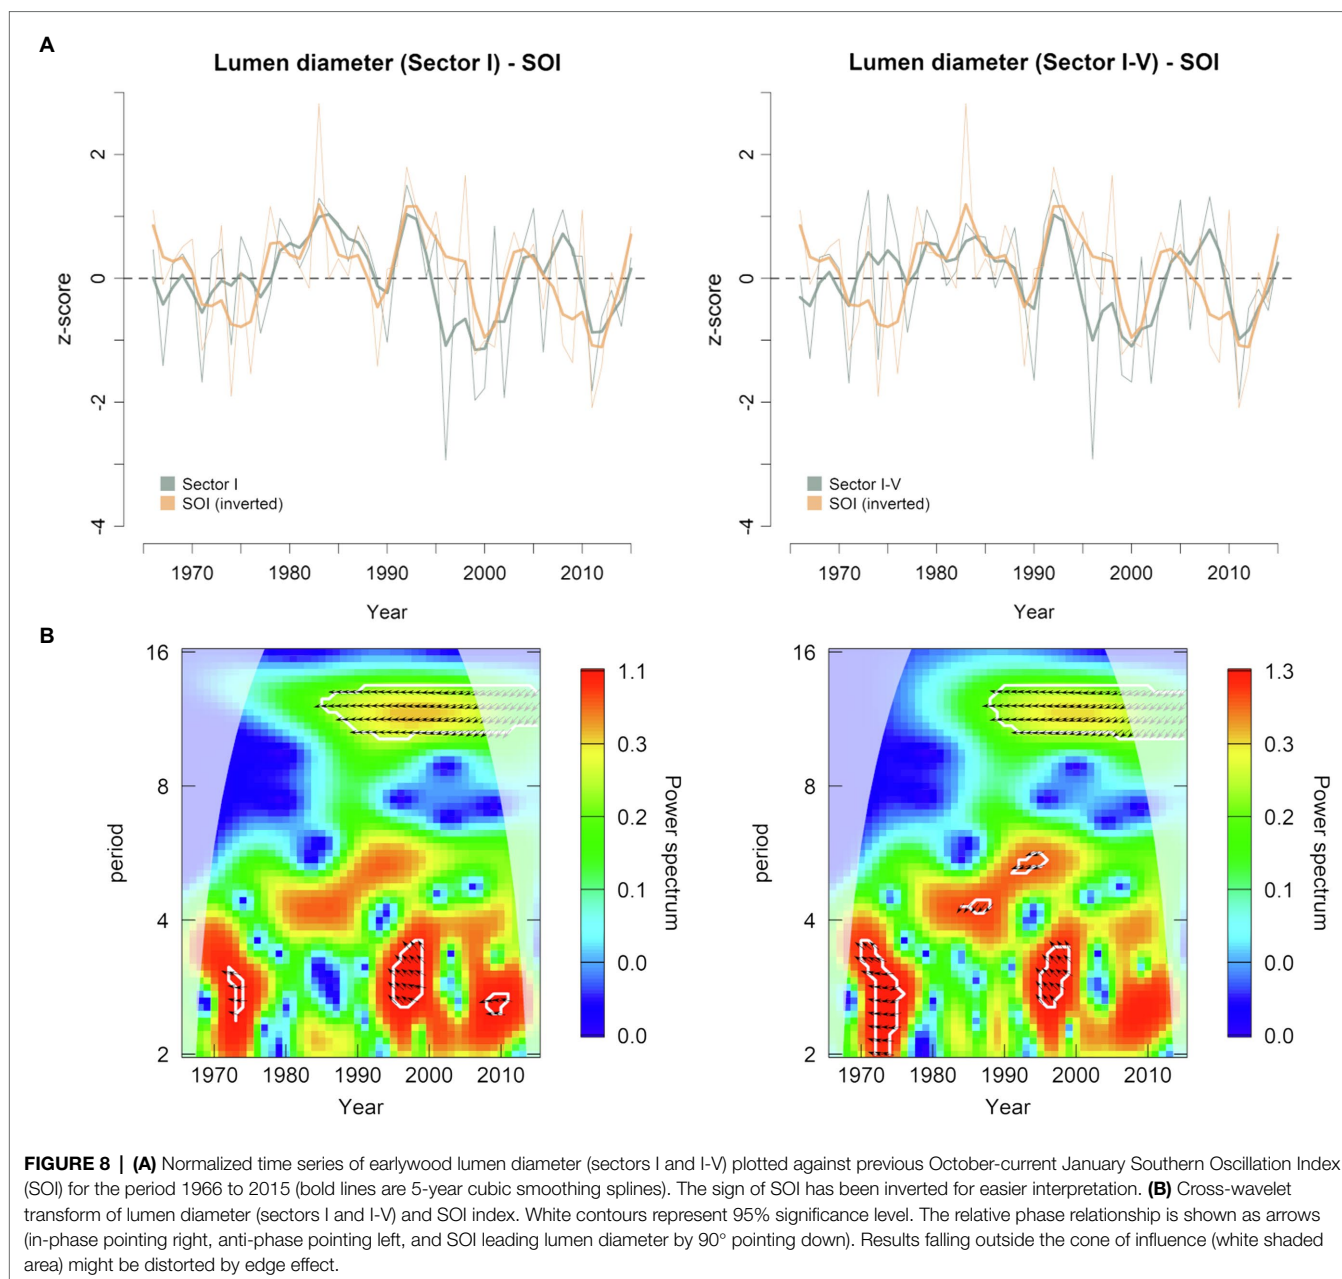 A
Lumen diameter (Sector I) - SOI
2
0
-2
-4
z-score
Sector I
SOI (inverted)
1970 1980 1990 2000 2010
Year
Lumen diameter (Sector I-V) - SOI
2
0
-2
-4
z-score
Sector I-V
SOI (inverted)
1970 1980 1990 2000 2010
Year
B
16
8
4
2
period
1970 1980 1990 2000 2010
Year
1.1
0.3
0.2
0.1
0.0
0.0
Power spectrum
16
8
4
2
period
1970 1980 1990 2000 2010
Year
1.3
0.3
0.2
0.1
0.0
0.0
Power spectrum
FIGURE 8 | (A) Normalized time series of earlywood lumen diameter (sectors I and I-V) plotted against previous October-current January Southern Oscillation Index
(SOI) for the period 1966 to 2015 (bold lines are 5-year cubic smoothing splines). The sign of SOI has been inverted for easier interpretation. (B) Cross-wavelet
transform of lumen diameter (sectors I and I-V) and SOI index. White contours represent 95% significance level. The relative phase relationship is shown as arrows
(in-phase pointing right, anti-phase pointing left, and SOI leading lumen diameter by 90° pointing down). Results falling outside the cone of influence (white shaded
area) might be distorted by edge effect.